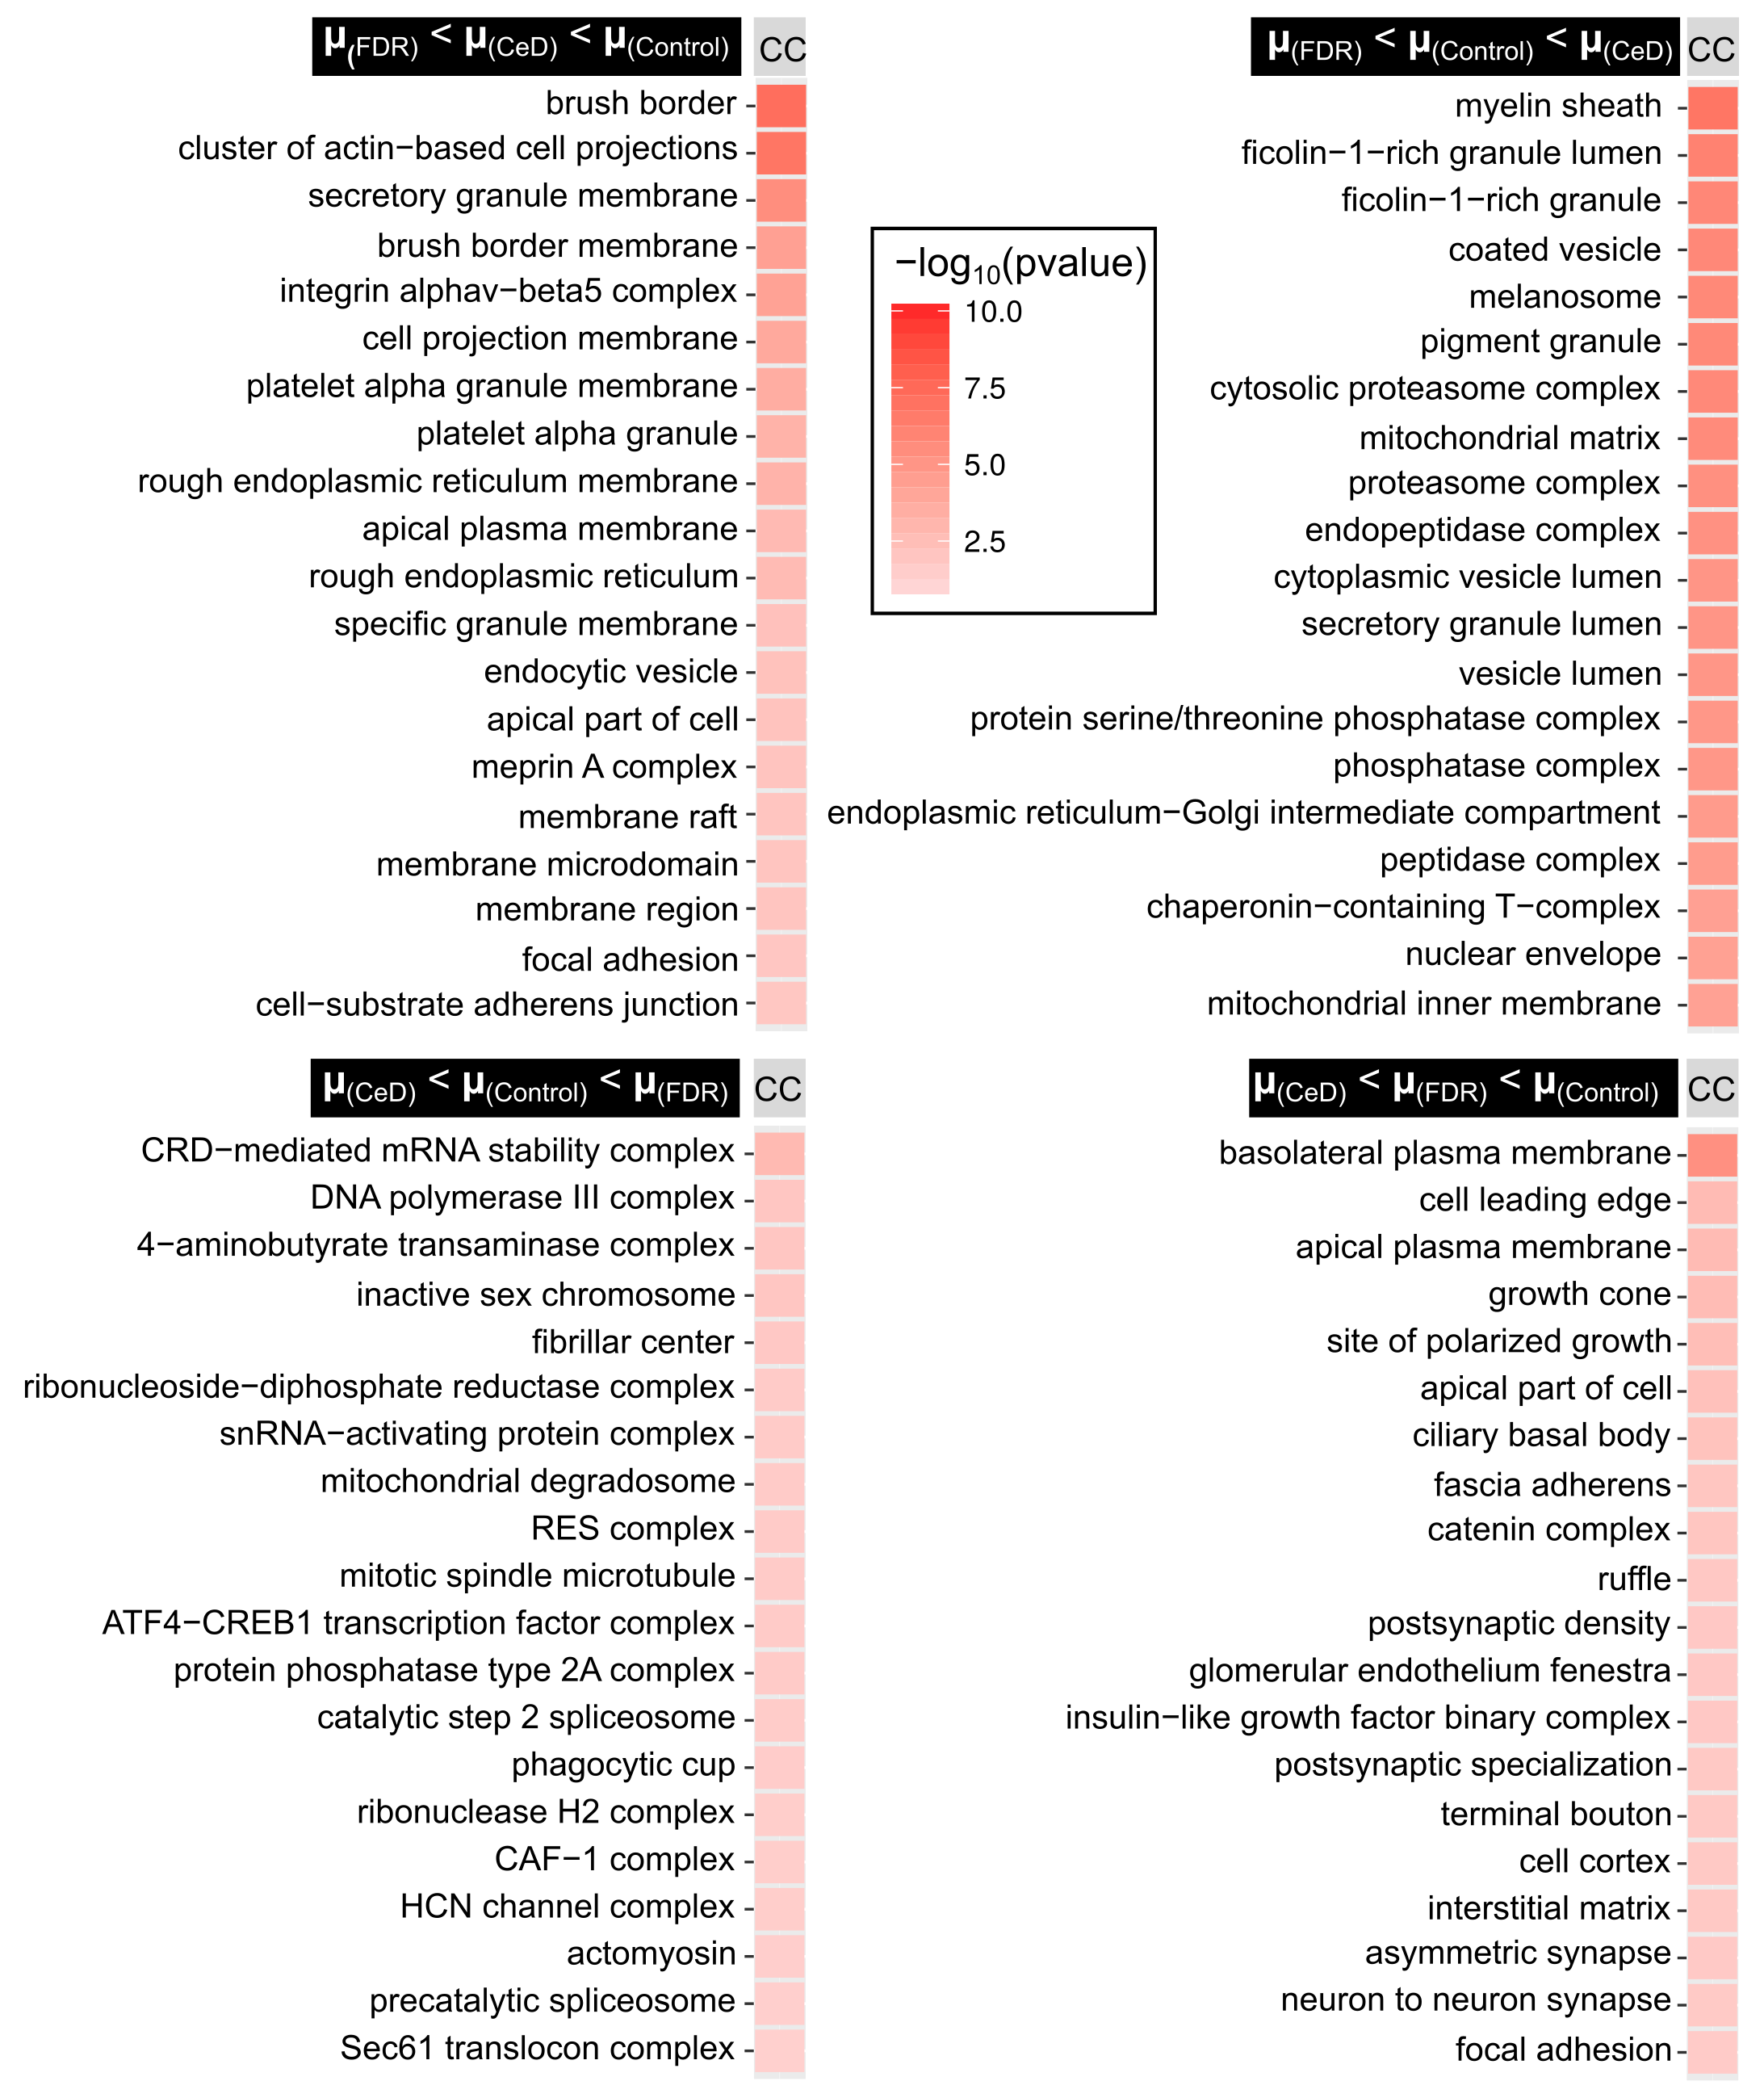 μ(FDR) < μ(CeD) < μ(Control) CC
brush border
cluster of actin−based cell projections
secretory granule membrane
brush border membrane
integrin alphav−beta5 complex
cell projection membrane
platelet alpha granule membrane
platelet alpha granule
rough endoplasmic reticulum membrane
apical plasma membrane
rough endoplasmic reticulum
specific granule membrane
endocytic vesicle
apical part of cell
meprin A complex
membrane raft
membrane microdomain
membrane region
focal adhesion
cell−substrate adherens junction
−log10(pvalue)
10.0
7.5
5.0
2.5
μ(FDR) < μ(Control) < μ(CeD) CC
myelin sheath
ficolin−1−rich granule lumen
ficolin−1−rich granule
coated vesicle
melanosome
pigment granule
cytosolic proteasome complex
mitochondrial matrix
proteasome complex
endopeptidase complex
cytoplasmic vesicle lumen
secretory granule lumen
vesicle lumen
protein serine/threonine phosphatase complex
phosphatase complex
endoplasmic reticulum−Golgi intermediate compartment
peptidase complex
chaperonin−containing T−complex
nuclear envelope
mitochondrial inner membrane
μ(CeD) < μ(Control) < μ(FDR) CC
CRD−mediated mRNA stability complex
DNA polymerase III complex
4−aminobutyrate transaminase complex
inactive sex chromosome
fibrillar center
ribonucleoside−diphosphate reductase complex
snRNA−activating protein complex
mitochondrial degradosome
RES complex
mitotic spindle microtubule
ATF4−CREB1 transcription factor complex
protein phosphatase type 2A complex
catalytic step 2 spliceosome
phagocytic cup
ribonuclease H2 complex
CAF−1 complex
HCN channel complex
actomyosin
precatalytic spliceosome
Sec61 translocon complex
μ(CeD) < μ(FDR) < μ(Control) CC
basolateral plasma membrane
cell leading edge
apical plasma membrane
growth cone
site of polarized growth
apical part of cell
ciliary basal body
fascia adherens
catenin complex
ruffle
postsynaptic density
glomerular endothelium fenestra
insulin−like growth factor binary complex
postsynaptic specialization
terminal bouton
cell cortex
interstitial matrix
asymmetric synapse
neuron to neuron synapse
focal adhesion